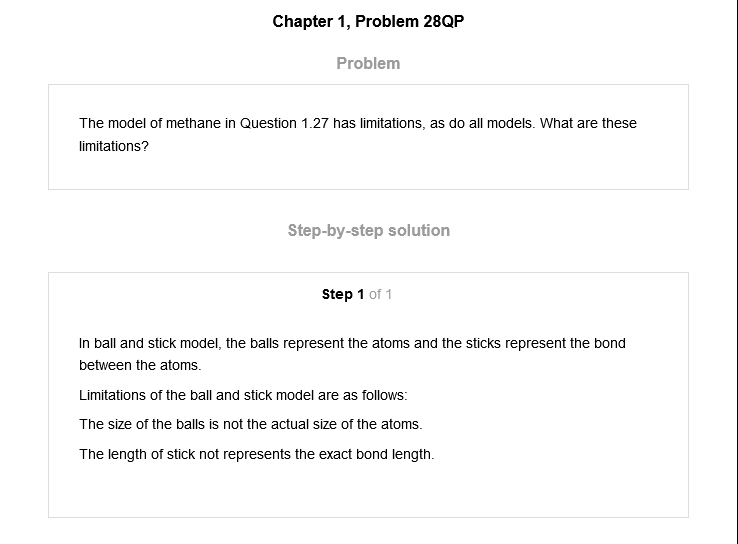 Chapter 1, Problem 28QP
Problem
The model of methane in Question 1.27 has limitations, as do all models. What are these
limitations?
Step-by-step solution
Step 1 of 1
In ball and stick model, the balls represent the atoms and the sticks represent the bond
between the atoms.
Limitations of the ball and stick model are as follows:
The size of the balls is not the actual size of the atoms.
The length of stick not represents the exact bond length.